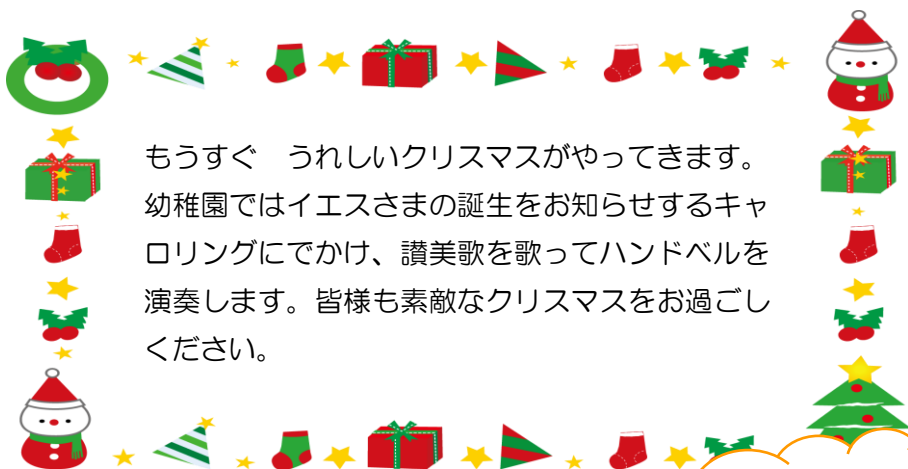 もうすぐ　うれしいクリスマスがやってきます。
幼稚園ではイエスさまの誕生をお知らせするキャ
ロリングにでかけ、讃美歌を歌ってハンドベルを
演奏します。皆様も素敵なクリスマスをお過ごし
ください。